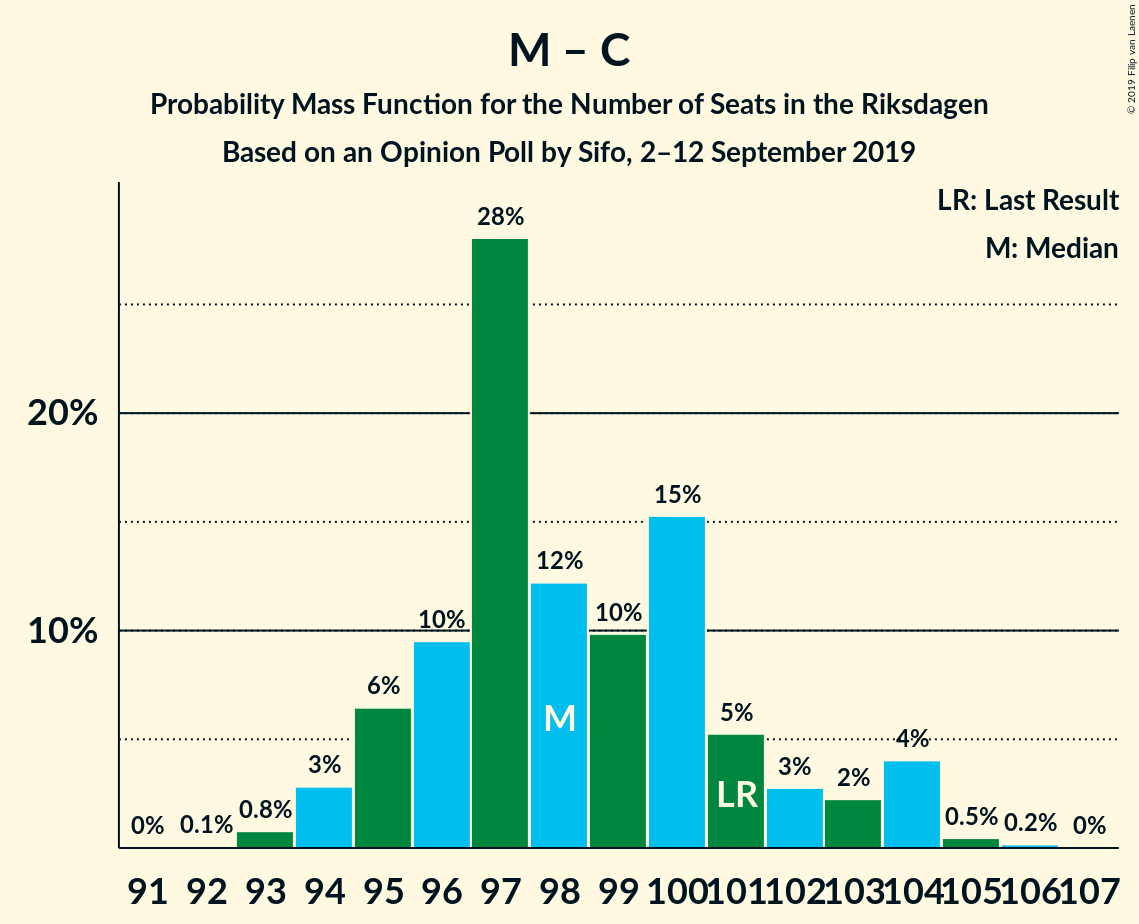 M – C
Probability Mass Function for the Number of Seats in the Riksdagen
Based on an Opinion Poll by Sifo, 2–12 September 2019
© 2019 Filip van Laenen
LR: Last Result
M: Median
28%
20%
15%
12%
10%
10%
10%
6%
M
5%
4%
3%
3%
2%
LR
0.8%
0%
0.1%
0.5%
0.2%
0%
91 92 93 94 95 96 97 98 99 100 101 102 103 104 105 106 107